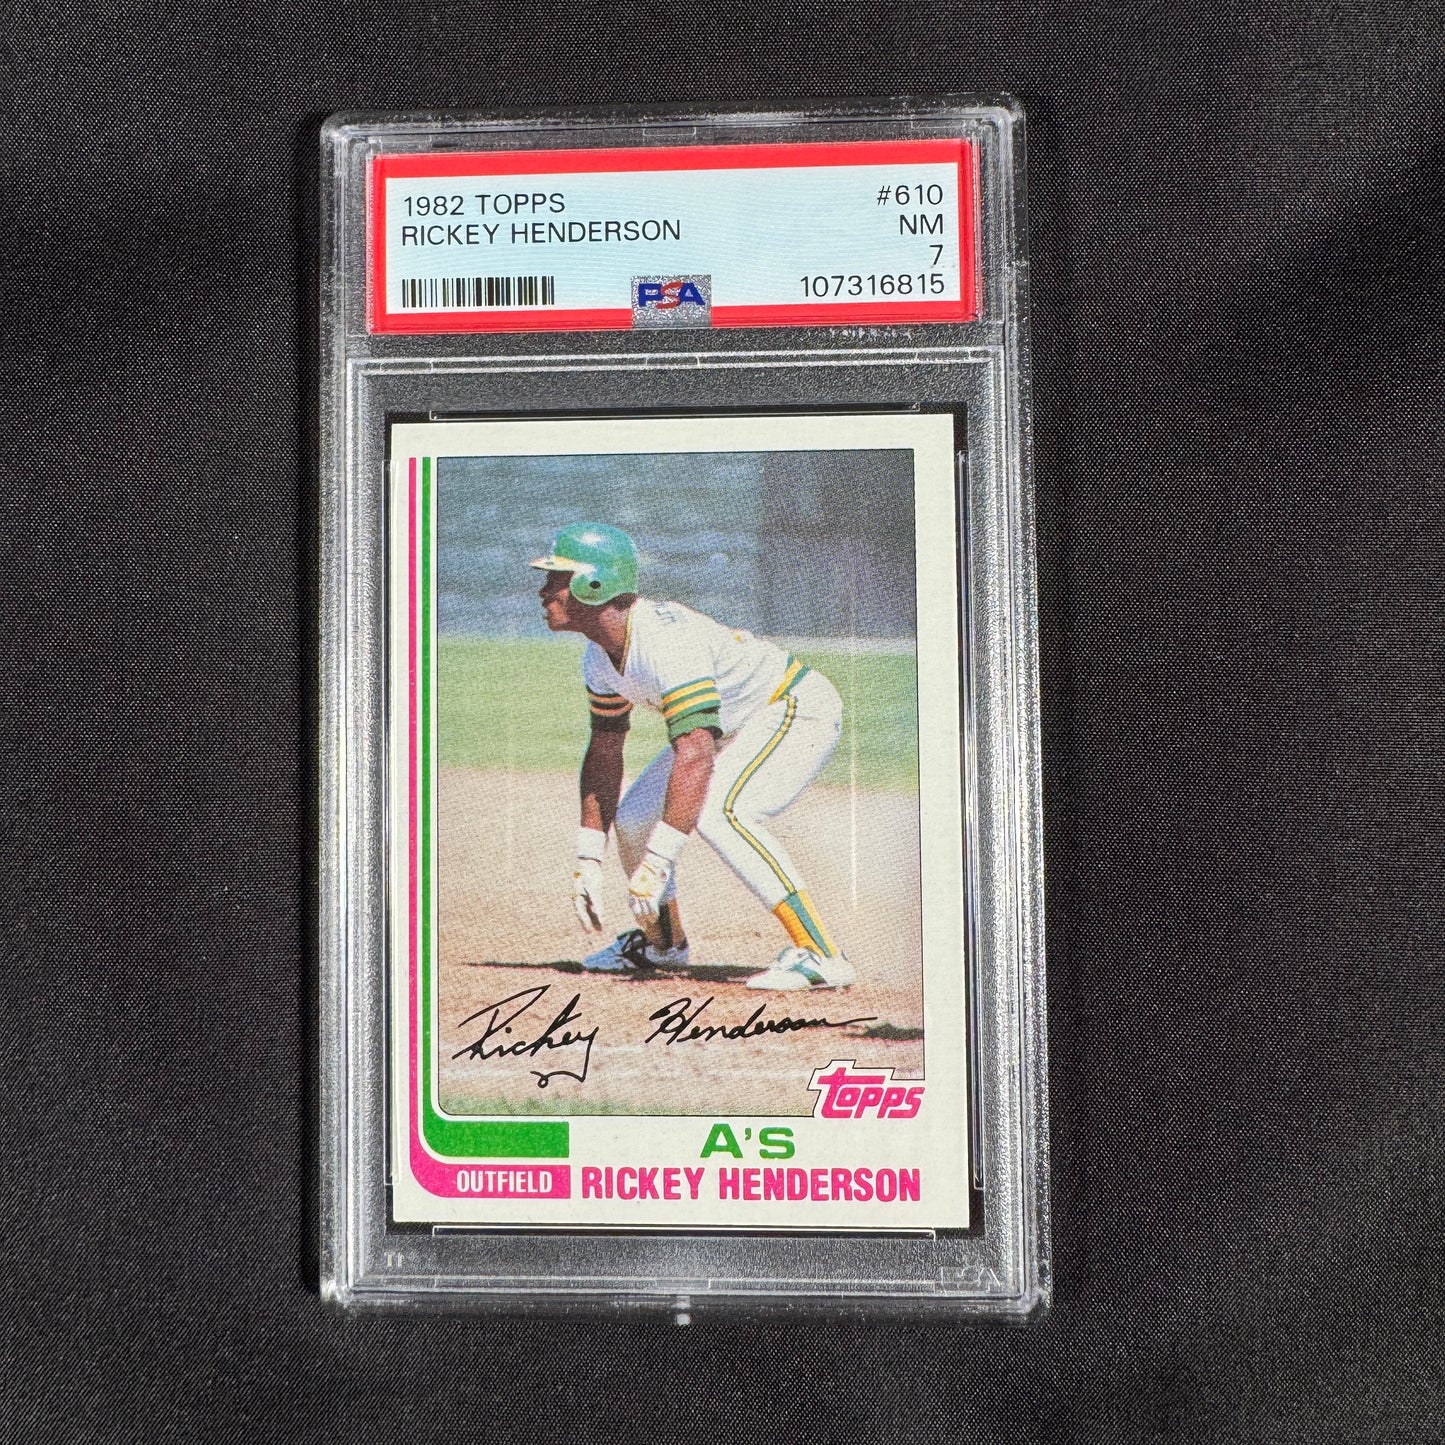 1982 TOPPS #610
RICKEY HENDERSON NM
7
PSA 107316815
Rickey Henderson
TOPPS
A'S
OUTFIELD RICKEY HENDERSON